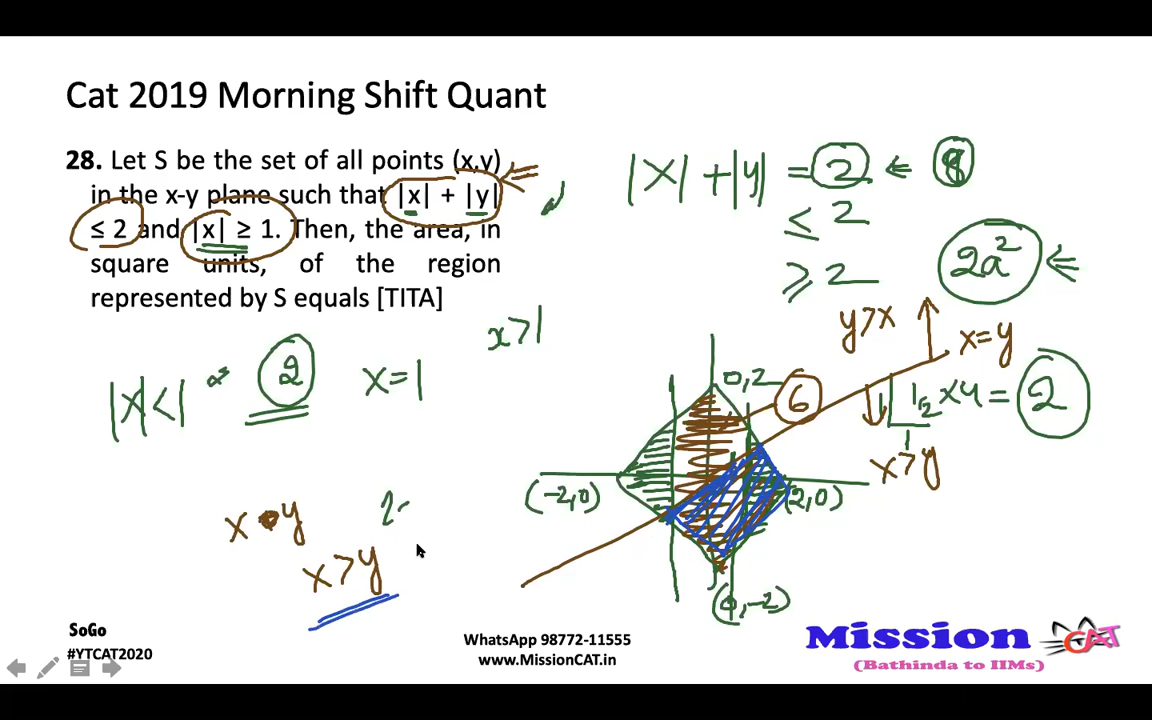 Cat 2019 Morning Shift Quant
28. Let S be the set of all points (x,y)
in the x-y plane such that |x| + |y|
≤ 2 and |x| ≥ 1. Then, the area, in
square units, of the region
represented by S equals [TITA]
|x| + |y| = 2 ⇐ 8
≤ 2
≥ 2
2a² ⇐
y>x
x=y
x>1
|x|<1
2
x=1
0,2
6
1/2 x4 = 2
x>y
(-2,0)
(2,0)
x y
x>y
(0,-2)
SoGo
#YTCAT2020
WhatsApp 98772-11555
www.MissionCAT.in
Mission CAT
(Bathinda to IIMs)